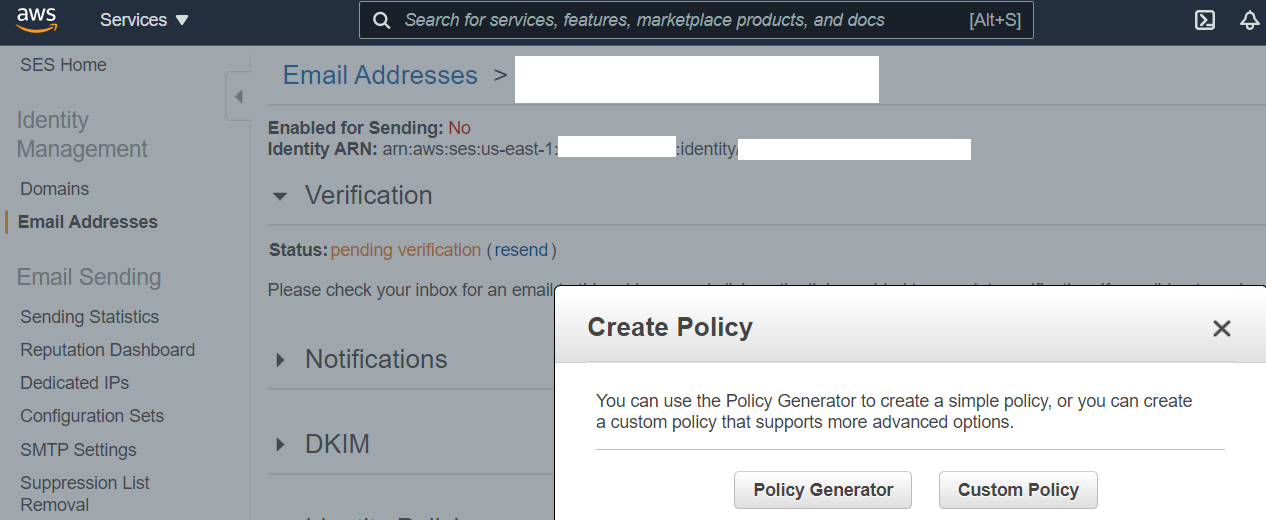 aws
Services
Search for services, features, marketplace products, and docs [Alt+S]
SES Home
Identity Management
Domains
Email Addresses
Email Sending
Sending Statistics
Reputation Dashboard
Dedicated IPs
Configuration Sets
SMTP Settings
Suppression List Removal
Email Addresses >
Enabled for Sending: No
Identity ARN: arn:aws:ses:us-east-1: :identity/
Verification
Status: pending verification (resend)
Please check your inbox for an email
Notifications
DKIM
Create Policy
You can use the Policy Generator to create a simple policy, or you can create
a custom policy that supports more advanced options.
Policy Generator
Custom Policy